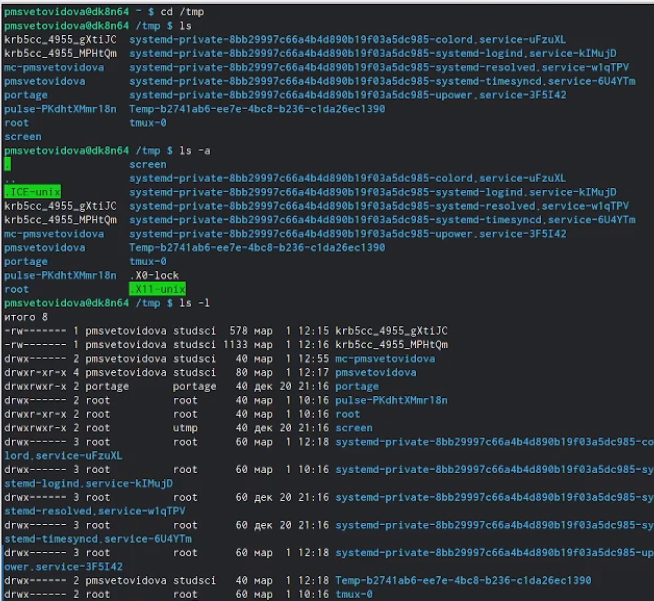 pmsvetovidova@dk8n64 ~ $ cd /tmp
pmsvetovidova@dk8n64 /tmp $ ls
krb5cc_4955_gXtiJC systemd-private-8bb29997c66a4b4d890b19f03a5dc985-colord.service-uFzuXL
krb5cc_4955_MPHtQm systemd-private-8bb29997c66a4b4d890b19f03a5dc985-systemd-logind.service-kIMujD
mc-pmsvetovidova systemd-private-8bb29997c66a4b4d890b19f03a5dc985-systemd-resolved.service-w1qTPV
pmsvetovidova systemd-private-8bb29997c66a4b4d890b19f03a5dc985-systemd-timesyncd.service-6U4YTm
portage systemd-private-8bb29997c66a4b4d890b19f03a5dc985-upower.service-3F5I42
pulse-PKdhtXMmr18n Temp-b2741ab6-ee7e-4bc8-b236-c1da26ec1390
root tmux-0
screen
pmsvetovidova@dk8n64 /tmp $ ls -a
. screen
.. systemd-private-8bb29997c66a4b4d890b19f03a5dc985-colord.service-uFzuXL
.ICE-unix systemd-private-8bb29997c66a4b4d890b19f03a5dc985-systemd-logind.service-kIMujD
krb5cc_4955_gXtiJC systemd-private-8bb29997c66a4b4d890b19f03a5dc985-systemd-resolved.service-w1qTPV
krb5cc_4955_MPHtQm systemd-private-8bb29997c66a4b4d890b19f03a5dc985-systemd-timesyncd.service-6U4YTm
mc-pmsvetovidova systemd-private-8bb29997c66a4b4d890b19f03a5dc985-upower.service-3F5I42
pmsvetovidova Temp-b2741ab6-ee7e-4bc8-b236-c1da26ec1390
portage tmux-0
pulse-PKdhtXMmr18n .X0-lock
root .X11-unix
pmsvetovidova@dk8n64 /tmp $ ls -l
итого 8
-rw------- 1 pmsvetovidova studsci 578 мар 1 12:15 krb5cc_4955_gXtiJC
-rw------- 1 pmsvetovidova studsci 1133 мар 1 12:16 krb5cc_4955_MPHtQm
drwx------ 2 pmsvetovidova studsci 40 мар 1 12:55 mc-pmsvetovidova
drwxr-xr-x 4 pmsvetovidova studsci 80 мар 1 12:17 pmsvetovidova
drwxrwxr-x 2 portage portage 40 дек 20 21:16 portage
drwx------ 2 root root 40 мар 1 10:16 pulse-PKdhtXMmr18n
drwxr-xr-x 2 root root 40 мар 1 10:16 root
drwxrwxr-x 2 root utmp 40 дек 20 21:16 screen
drwx------ 3 root root 60 мар 1 12:18 systemd-private-8bb29997c66a4b4d890b19f03a5dc985-co
lord.service-uFzuXL
drwx------ 3 root root 60 мар 1 10:16 systemd-private-8bb29997c66a4b4d890b19f03a5dc985-sy
stemd-logind.service-kIMujD
drwx------ 3 root root 60 дек 20 21:16 systemd-private-8bb29997c66a4b4d890b19f03a5dc985-sy
stemd-resolved.service-w1qTPV
drwx------ 3 root root 60 дек 20 21:16 systemd-private-8bb29997c66a4b4d890b19f03a5dc985-sy
stemd-timesyncd.service-6U4YTm
drwx------ 3 root root 60 мар 1 12:18 systemd-private-8bb29997c66a4b4d890b19f03a5dc985-up
ower.service-3F5I42
drwx------ 2 pmsvetovidova studsci 40 мар 1 12:18 Temp-b2741ab6-ee7e-4bc8-b236-c1da26ec1390
drwx------ 2 root root 60 мар 1 10:16 tmux-0